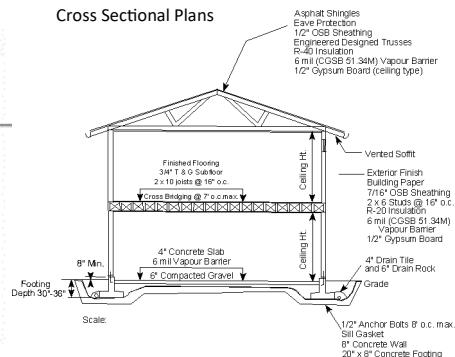 Cross Sectional Plans
Asphalt Shingles
Eave Protection
1/2" OSB Sheathing
Engineered Designed Trusses
R-40 Insulation
6 mil (CGSB 51.34M) Vapour Barrier
1/2" Gypsum Board (ceiling type)
Vented Soffit
Finished Flooring
3/4" T & G Subfloor
2 x 10 joists @ 16" o.c.
Cross Bridging @ 7' o.c.max.
Ceiling Ht.
Exterior Finish
Building Paper
7/16" OSB Sheathing
2 x 6 Studs @ 16" o.c.
R-20 Insulation
6 mil (CGSB 51.34M)
Vapour Barrier
1/2" Gypsum Board
Ceiling Ht.
4" Concrete Slab
6 mil Vapour Barrier
6" Compacted Gravel
8" Min.
Footing
Depth 30"-36"
4" Drain Tile
and 6" Drain Rock
Grade
Scale:
1/2" Anchor Bolts 8' o.c. max.
Sill Gasket
8" Concrete Wall
20" x 8" Concrete Footing